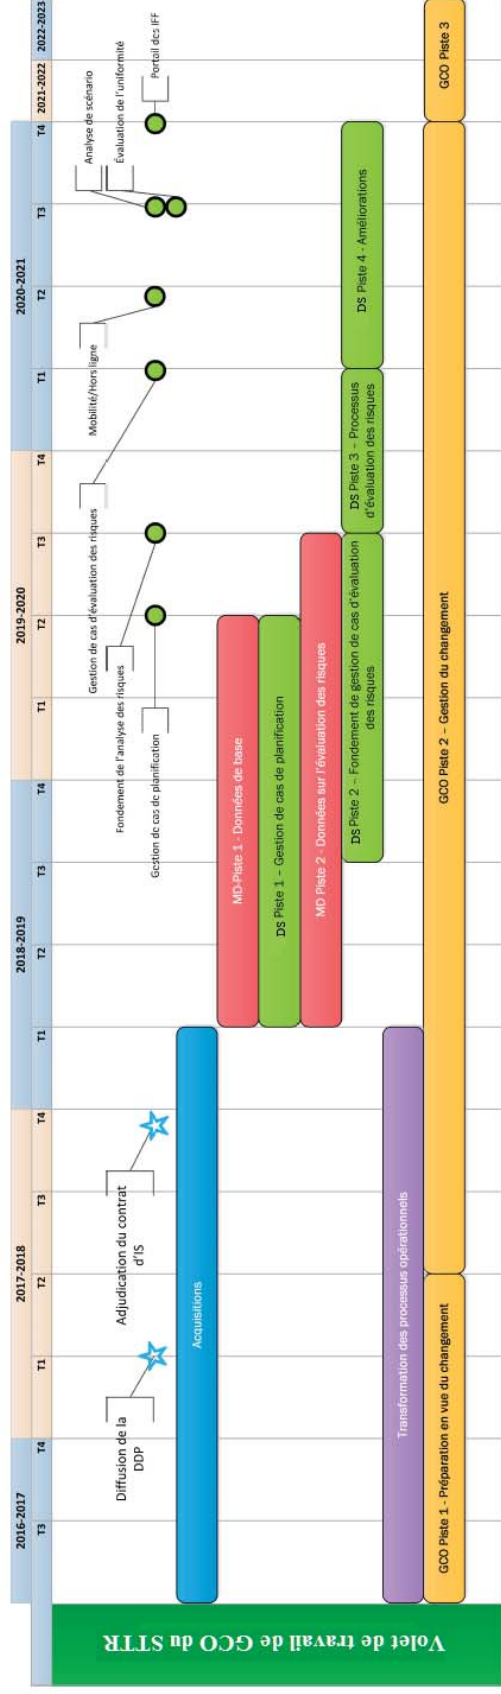 2016-2017
2017-2018
2018-2019
2019-2020
2020-2021
2021-2022
2022-2023
T3
T4
T1
T2
T3
T4
T1
T2
T3
T4
T1
T2
T3
T4
T1
T2
T3
T4
Volet de travail de GCO du STTR
Diffusion de la
DDP
Adjudication du contrat
d'IS
Gestion de cas de planification
Fondement de l'analyse des risques
Gestion de cas d'évaluation des risques
Mobilité/Hors ligne
Analyse de scénario
Évaluation de l'uniformité
Portail des IFF
Acquisitions
MD-Piste 1 - Données de base
DS Piste 1 – Gestion de cas de planification
MD Piste 2 - Données sur l'évaluation des risques
DS Piste 2 – Fondement de gestion de cas d'évaluation
des risques
DS Piste 3 – Processus
d'évaluation des risques
DS Piste 4 - Améliorations
Transformation des processus opérationnels
GCO Piste 1 - Préparation en vue du changement
GCO Piste 2 – Gestion du changement
GCO Piste 3